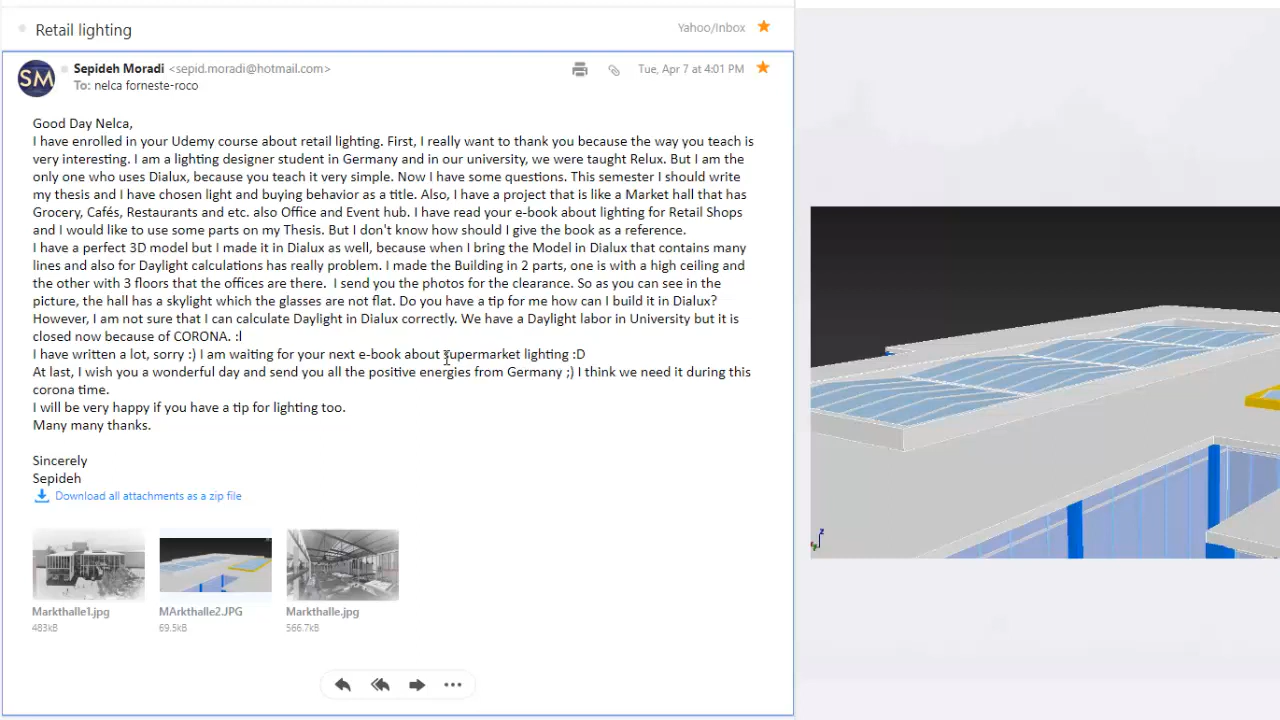 Retail lighting
Yahoo/Inbox
SM
Sepideh Moradi <sepid.moradi@hotmail.com>
Tue, Apr 7 at 4:01 PM
To: nelca forneste-roco
Good Day Nelca,
I have enrolled in your Udemy course about retail lighting. First, I really want to thank you because the way you teach is
very interesting. I am a lighting designer student in Germany and in our university, we were taught Relux. But I am the
only one who uses Dialux, because you teach it very simple. Now I have some questions. This semester I should write
my thesis and I have chosen light and buying behavior as a title. Also, I have a project that is like a Market hall that has
Grocery, Cafés, Restaurants and etc. also Office and Event hub. I have read your e-book about lighting for Retail Shops
and I would like to use some parts on my Thesis. But I don't know how should I give the book as a reference.
I have a perfect 3D model but I made it in Dialux as well, because when I bring the Model in Dialux that contains many
lines and also for Daylight calculations has really problem. I made the Building in 2 parts, one is with a high ceiling and
the other with 3 floors that the offices are there.  I send you the photos for the clearance. So as you can see in the
picture, the hall has a skylight which the glasses are not flat. Do you have a tip for me how can I build it in Dialux?
However, I am not sure that I can calculate Daylight in Dialux correctly. We have a Daylight labor in University but it is
closed now because of CORONA. :l
I have written a lot, sorry :) I am waiting for your next e-book about supermarket lighting :D
At last, I wish you a wonderful day and send you all the positive energies from Germany ;) I think we need it during this
corona time.
I will be very happy if you have a tip for lighting too.
Many many thanks.
Sincerely
Sepideh
Download all attachments as a zip file
Markthalle1.jpg
483kB
MArkthalle2.JPG
69.5kB
Markthalle.jpg
566.7kB